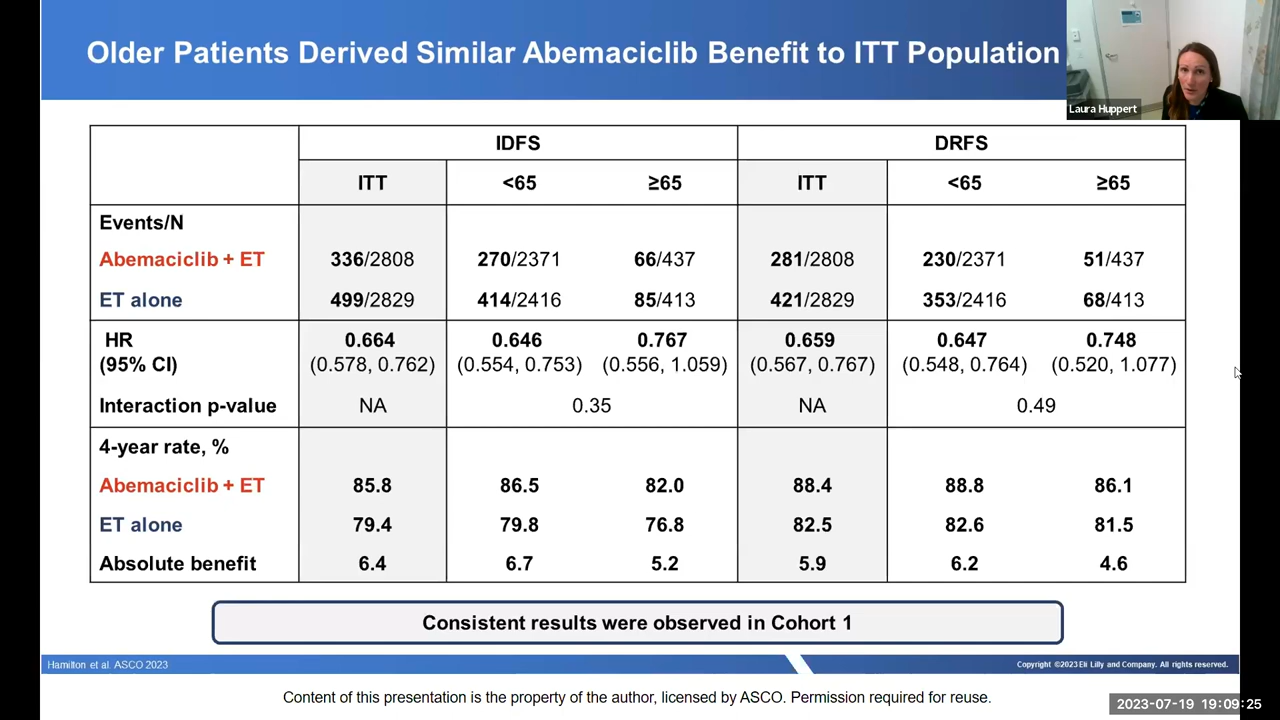 Older Patients Derived Similar Abemaciclib Benefit to ITT Population
Laura Huppert
IDFS DRFS
ITT <65 ≥65 ITT <65 ≥65
Events/N
Abemaciclib + ET 336/2808 270/2371 66/437 281/2808 230/2371 51/437
ET alone 499/2829 414/2416 85/413 421/2829 353/2416 68/413
HR 0.664 0.646 0.767 0.659 0.647 0.748
(95% CI) (0.578, 0.762) (0.554, 0.753) (0.556, 1.059) (0.567, 0.767) (0.548, 0.764) (0.520, 1.077)
Interaction p-value NA 0.35 NA 0.49
4-year rate, %
Abemaciclib + ET 85.8 86.5 82.0 88.4 88.8 86.1
ET alone 79.4 79.8 76.8 82.5 82.6 81.5
Absolute benefit 6.4 6.7 5.2 5.9 6.2 4.6
Consistent results were observed in Cohort 1
Hamilton et al. ASCO 2023
Copyright ©2023 Eli Lilly and Company. All rights reserved.
Content of this presentation is the property of the author, licensed by ASCO. Permission required for reuse.
2023-07-19 19:09:25